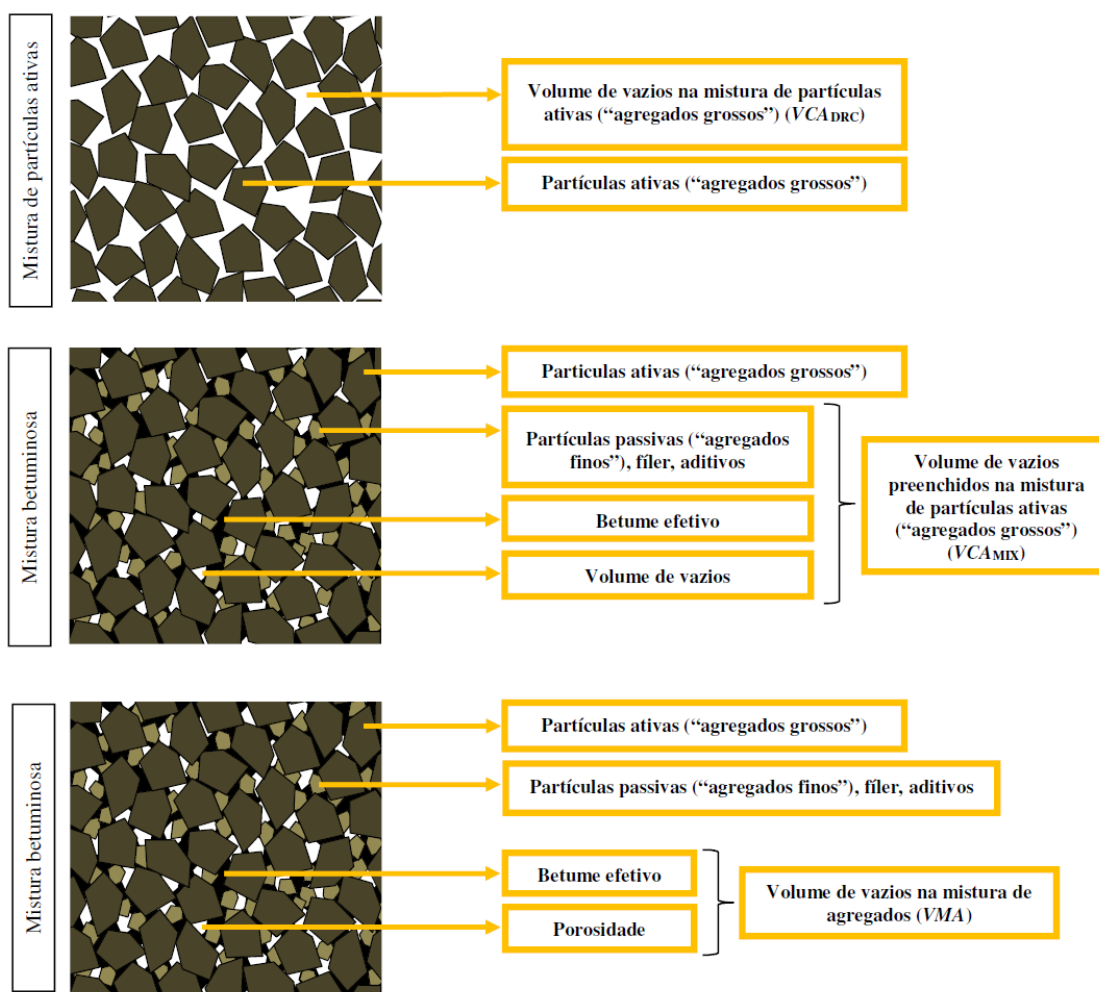 Mistura de partículas ativas
Volume de vazios na mistura de partículas
ativas (“agregados grossos”) (VCADRC)
Partículas ativas (“agregados grossos”)
Mistura betuminosa
Particulas ativas (“agregados grossos”)
Partículas passivas (“agregados
finos”), fíler, aditivos
Betume efetivo
Volume de vazios
Volume de vazios
preenchidos na mistura
de partículas ativas
(“agregados grossos”)
(VCAMIX)
Mistura betuminosa
Partículas ativas (“agregados grossos”)
Partículas passivas (“agregados finos”), fíler, aditivos
Betume efetivo
Porosidade
Volume de vazios na mistura de
agregados (VMA)